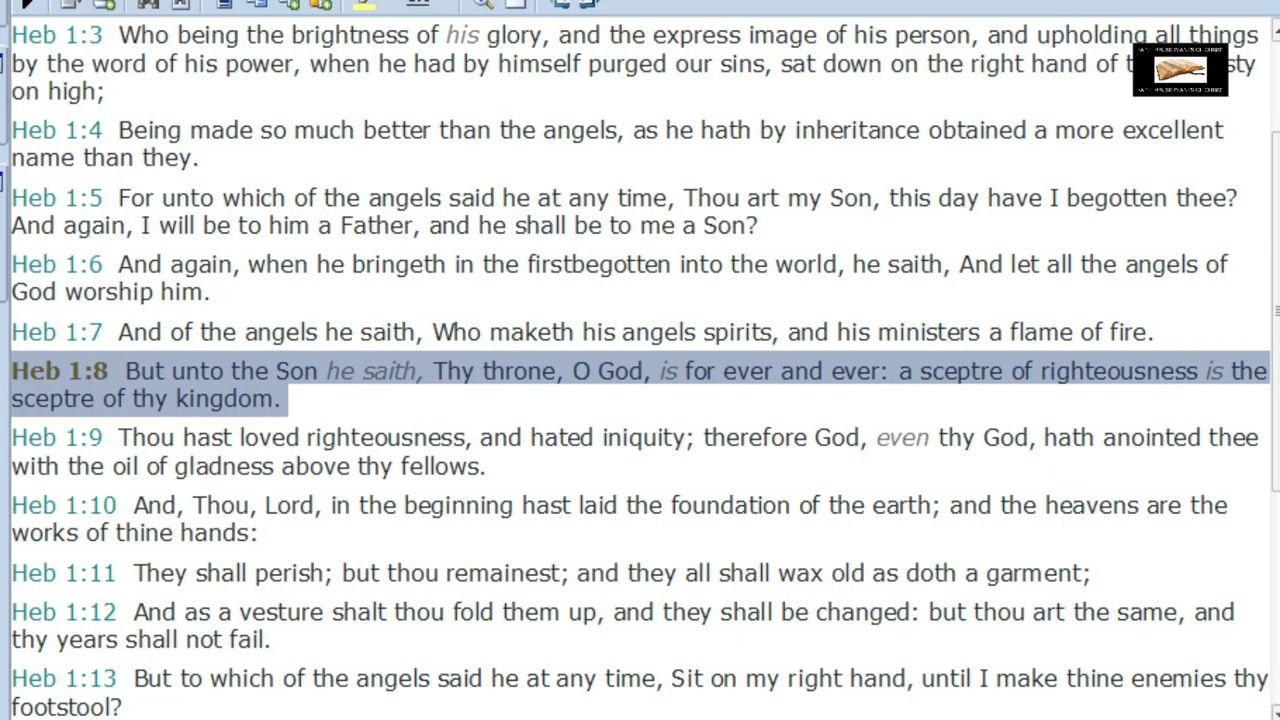 Heb 1:3 Who being the brightness of his glory, and the express image of his person, and upholding all things
by the word of his power, when he had by himself purged our sins, sat down on the right hand of
on high;
Heb 1:4 Being made so much better than the angels, as he hath by inheritance obtained a more excellent
name than they.
Heb 1:5 For unto which of the angels said he at any time, Thou art my Son, this day have I begotten thee?
And again, I will be to him a Father, and he shall be to me a Son?
Heb 1:6 And again, when he bringeth in the firstbegotten into the world, he saith, And let all the angels of
God worship him.
Heb 1:7 And of the angels he saith, Who maketh his angels spirits, and his ministers a flame of fire.
Heb 1:8 But unto the Son he saith, Thy throne, O God, is for ever and ever: a sceptre of righteousness is the
sceptre of thy kingdom.
Heb 1:9 Thou hast loved righteousness, and hated iniquity; therefore God, even thy God, hath anointed thee
with the oil of gladness above thy fellows.
Heb 1:10 And, Thou, Lord, in the beginning hast laid the foundation of the earth; and the heavens are the
works of thine hands:
Heb 1:11 They shall perish; but thou remainest; and they all shall wax old as doth a garment;
Heb 1:12 And as a vesture shalt thou fold them up, and they shall be changed: but thou art the same, and
thy years shall not fail.
Heb 1:13 But to which of the angels said he at any time, Sit on my right hand, until I make thine enemies thy
footstool?